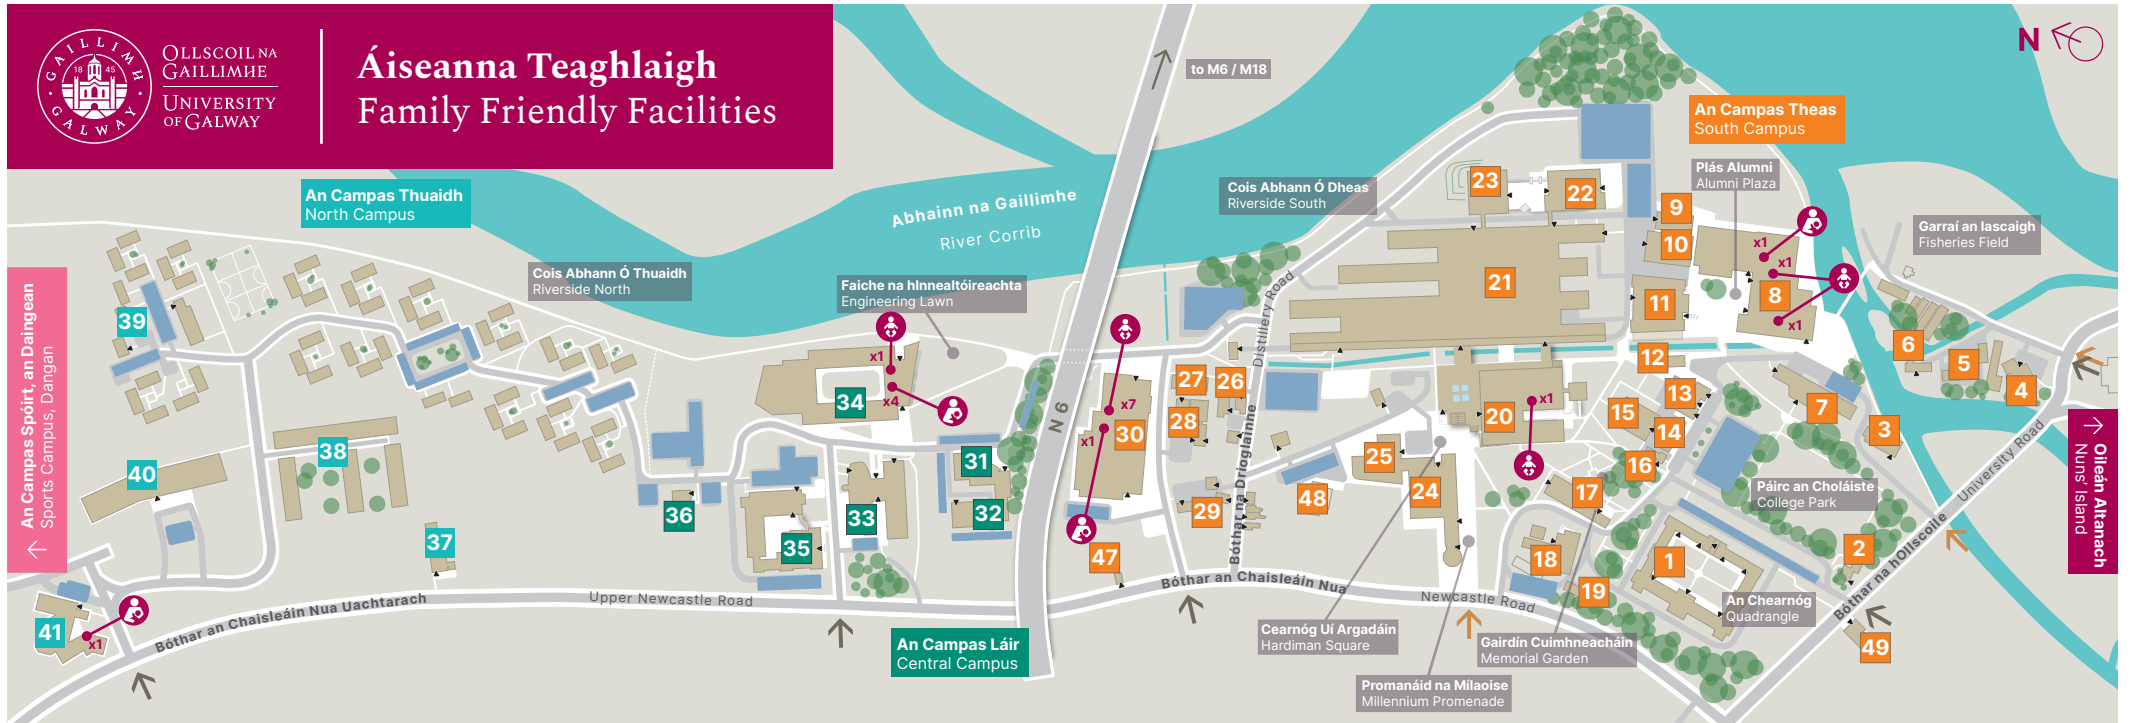 GAILLIMH
18 45
GALWAY
OLLSCOIL NA
GAILLIMHE
UNIVERSITY
OF GALWAY
Áiseanna Teaghlaigh
Family Friendly Facilities
to M6 / M18
N
An Campas Theas
South Campus
An Campas Thuaidh
North Campus
Abhainn na Gaillimhe
River Corrib
Cois Abhann Ó Dheas
Riverside South
Plás Alumni
Alumni Plaza
Garraí an Iascaigh
Fisheries Field
Cois Abhann Ó Thuaidh
Riverside North
Faiche na hInnealtóireachta
Engineering Lawn
An Campas Spóirt, an Daingean
Sports Campus, Dangan
Oileán Altanach
Nuns' Island
23
22
9
10
x1
x1
8
x1
21
11
39
12
6
5
4
x1
34
x4
N6
x7
30
x1
27
26
28
Distillery Road
Bóthar na Drioglainne
20
x1
13
15
14
7
3
38
40
31
25
16
36
33
32
29
48
24
17
Páirc an Choláiste
College Park
University Road
Bóthar na hOllscoile
37
35
47
18
1
2
19
An Chearnóg
Quadrangle
41
x1
Bóthar an Chaisleáin Nua Uachtarach
Upper Newcastle Road
Bóthar an Chaisleáin Nua
Newcastle Road
An Campas Láir
Central Campus
Cearnóg Uí Argadáin
Hardiman Square
Gairdín Cuimhneacháin
Memorial Garden
49
Promanáid na Mílaoise
Millennium Promenade